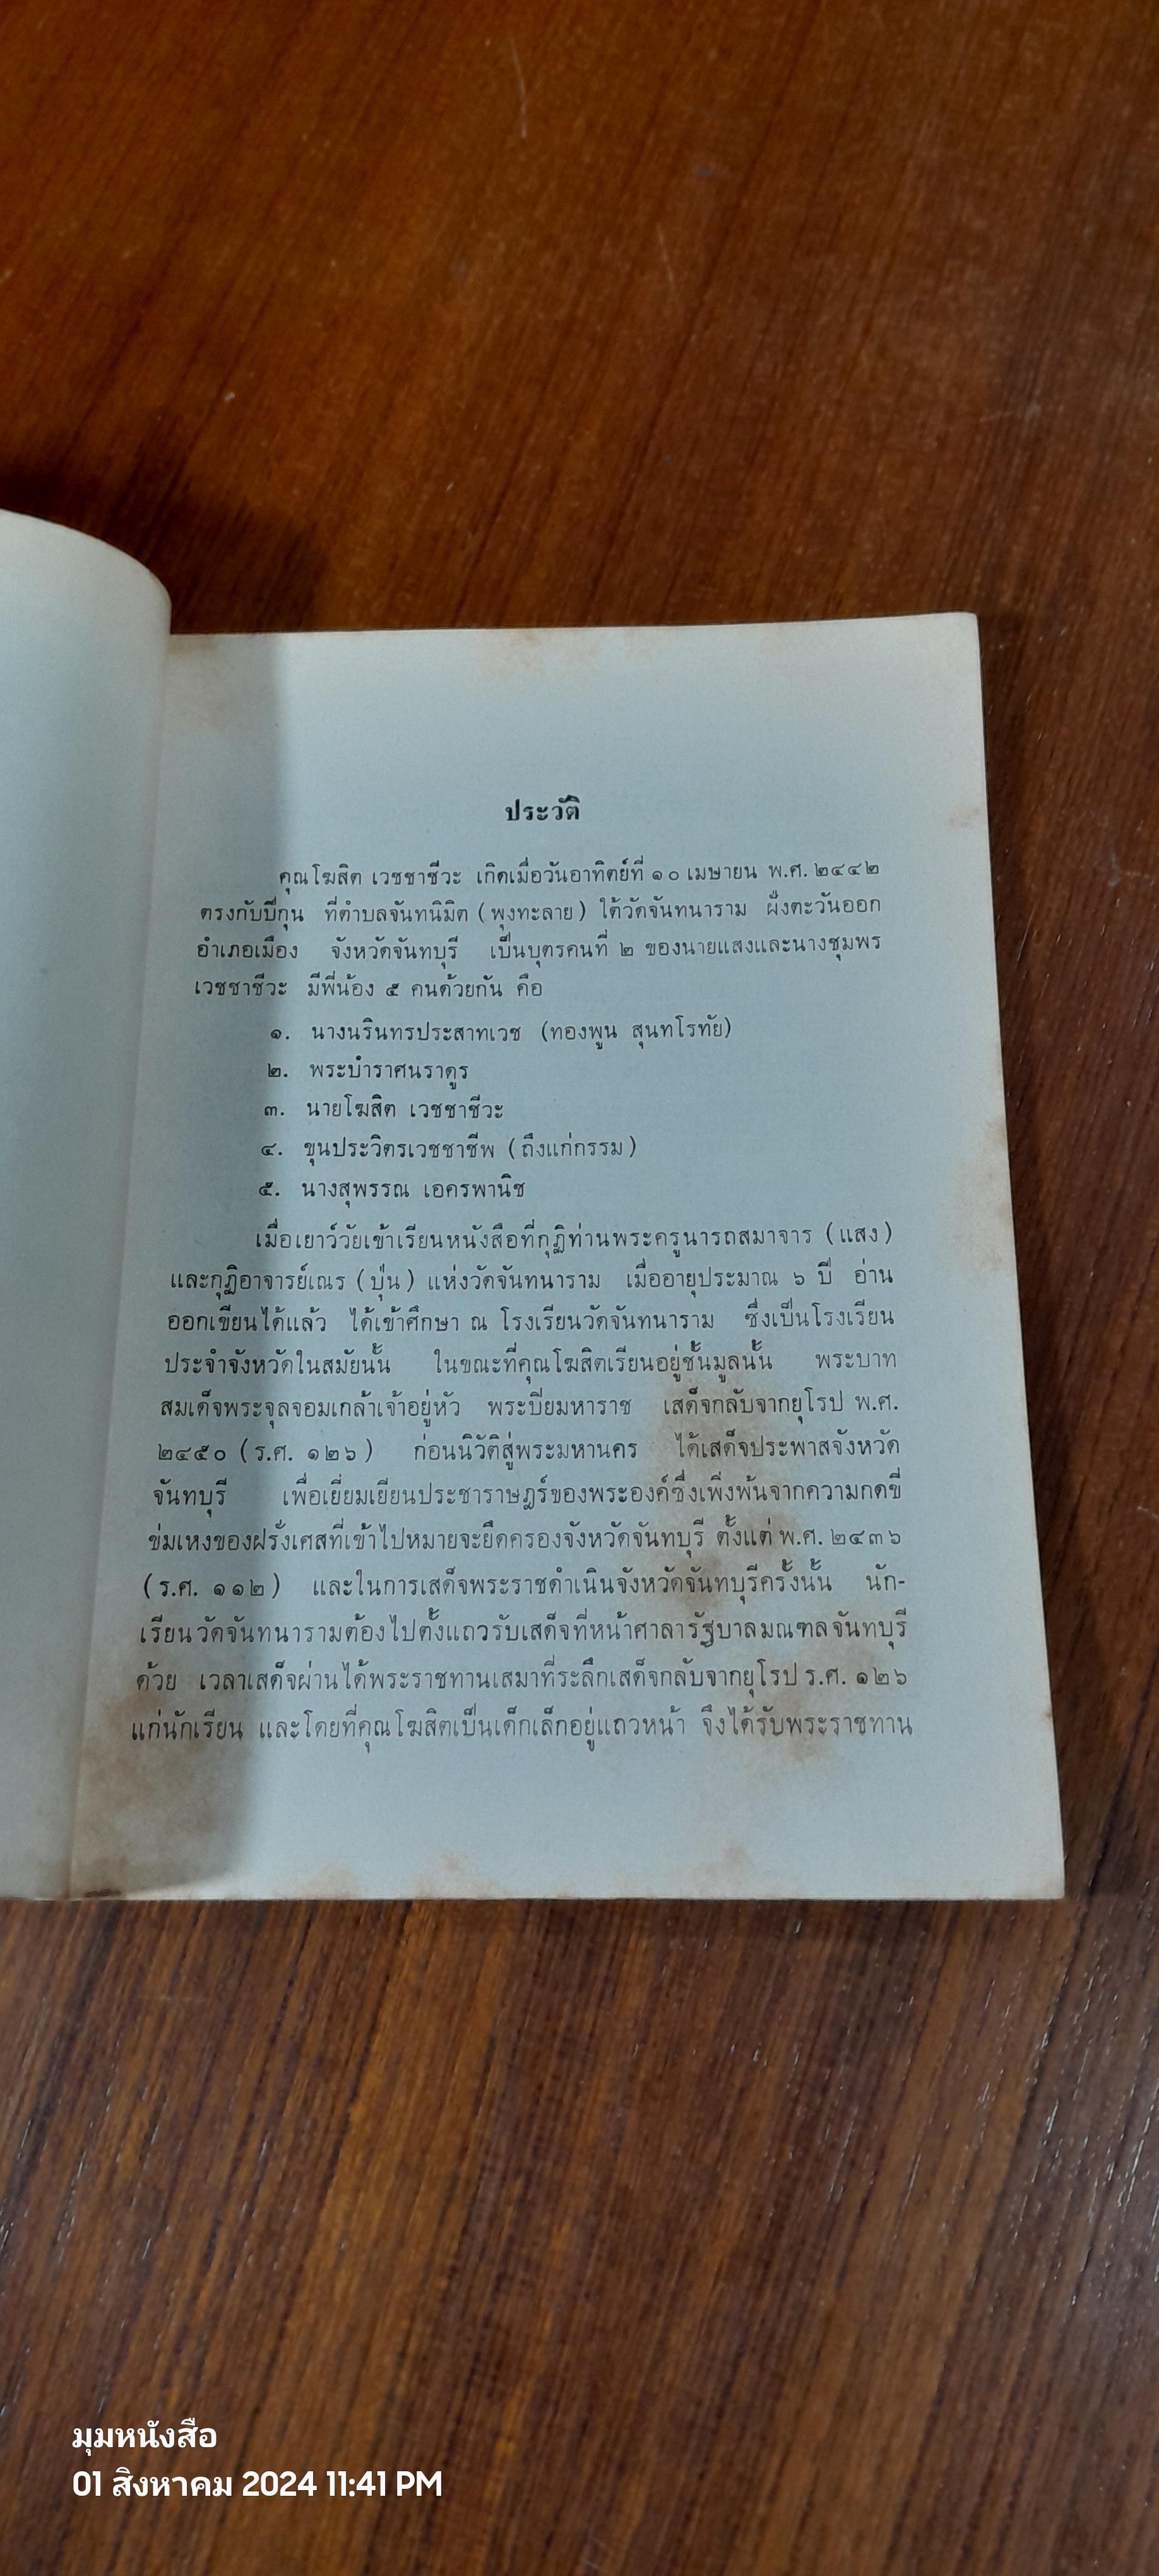 ประวัติ
คุณโฆสิต เวชชาชีวะ เกิดเมื่อวันอาทิตย์ที่ ๑๐ เมษายน พ.ศ. ๒๔๔๒
ตรงกับปีกุน ที่ตำบลจันทนิมิต (พุงทะลาย) ใต้วัดจันทนาราม ฝั่งตะวันออก
อำเภอเมือง จังหวัดจันทบุรี เป็นบุตรคนที่ ๒ ของนายแสงและนางชุมพร
เวชชาชีวะ มีพี่น้อง ๕ คนด้วยกัน คือ
๑. นางนรินทรประสาทเวช (ทองพูน สุนทโรทัย)
๒. พระบำราศนราดูร
๓. นายโฆสิต เวชชาชีวะ
๔. ขุนประวิตรเวชชาชีพ (ถึงแก่กรรม)
๕. นางสุพรรณ เอครพานิช
เมื่อเยาว์วัยเข้าเรียนหนังสือที่กุฏิท่านพระครูนารถสมาจาร (แสง)
และกุฏิอาจารย์เณร (บุ่น) แห่งวัดจันทนาราม เมื่ออายุประมาณ ๖ ปี อ่าน
ออกเขียนได้แล้ว ได้เข้าศึกษา ณ โรงเรียนวัดจันทนาราม ซึ่งเป็นโรงเรียน
ประจำจังหวัดในสมัยนั้น ในขณะที่คุณโฆสิตเรียนอยู่ชั้นมูลนั้น พระบาท
สมเด็จพระจุลจอมเกล้าเจ้าอยู่หัว พระปิยมหาราช เสด็จกลับจากยุโรป พ.ศ.
๒๔๕๐ (ร.ศ. ๑๒๖) ก่อนนิวัติสู่พระมหานคร ได้เสด็จประพาสจังหวัด
จันทบุรี เพื่อเยี่ยมเยียนประชาราษฎร์ของพระองค์ซึ่งเพิ่งพ้นจากความกดขี่
ข่มเหงของฝรั่งเศสที่เข้าไปหมายจะยึดครองจังหวัดจันทบุรี ตั้งแต่ พ.ศ. ๒๔๓๖
(ร.ศ. ๑๑๒) และในการเสด็จพระราชดำเนินจังหวัดจันทบุรีครั้งนั้น นัก-
เรียนวัดจันทนารามต้องไปตั้งแถวรับเสด็จที่หน้าศาลารัฐบาลมณฑลจันทบุรี
ด้วย เวลาเสด็จผ่านได้พระราชทานเสมาที่ระลึกเสด็จกลับจากยุโรป ร.ศ. ๑๒๖
แก่นักเรียน และโดยที่คุณโฆสิตเป็นเด็กเล็กอยู่แถวหน้า จึงได้รับพระราชทาน
มุมหนังสือ
01 สิงหาคม 2024 11:41 PM